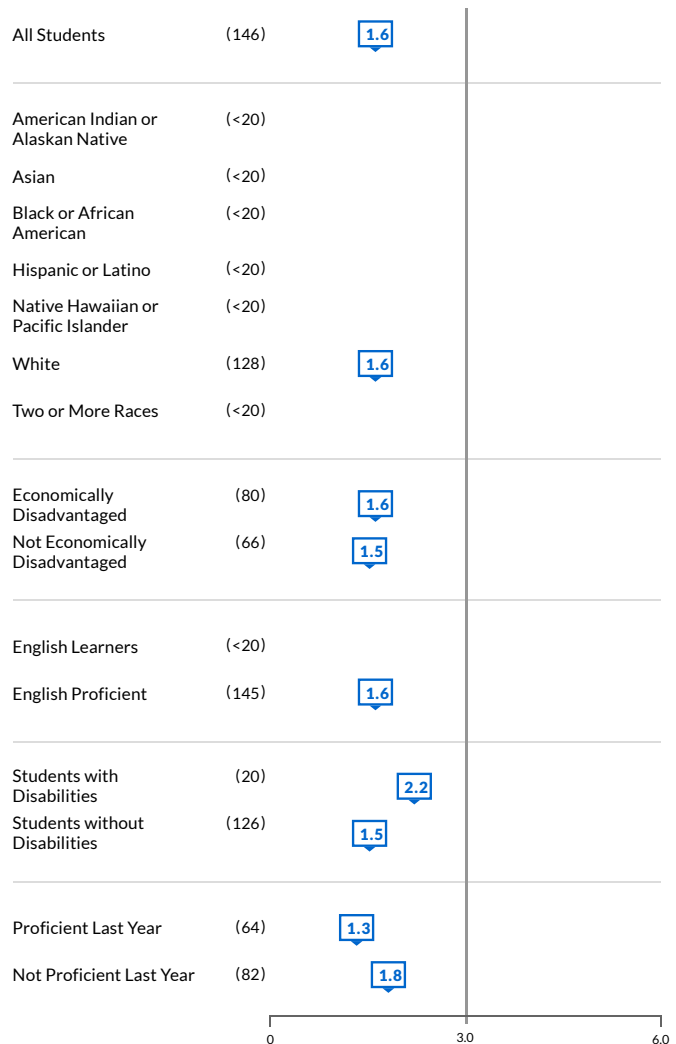 All Students (146) 1.6
American Indian or (<20)
Alaskan Native
Asian (<20)
Black or African (<20)
American
Hispanic or Latino (<20)
Native Hawaiian or (<20)
Pacific Islander
White (128) 1.6
Two or More Races (<20)
Economically (80) 1.6
Disadvantaged
Not Economically (66) 1.5
Disadvantaged
English Learners (<20)
English Proficient (145) 1.6
Students with (20) 2.2
Disabilities
Students without (126) 1.5
Disabilities
Proficient Last Year (64) 1.3
Not Proficient Last Year (82) 1.8
0 3.0 6.0